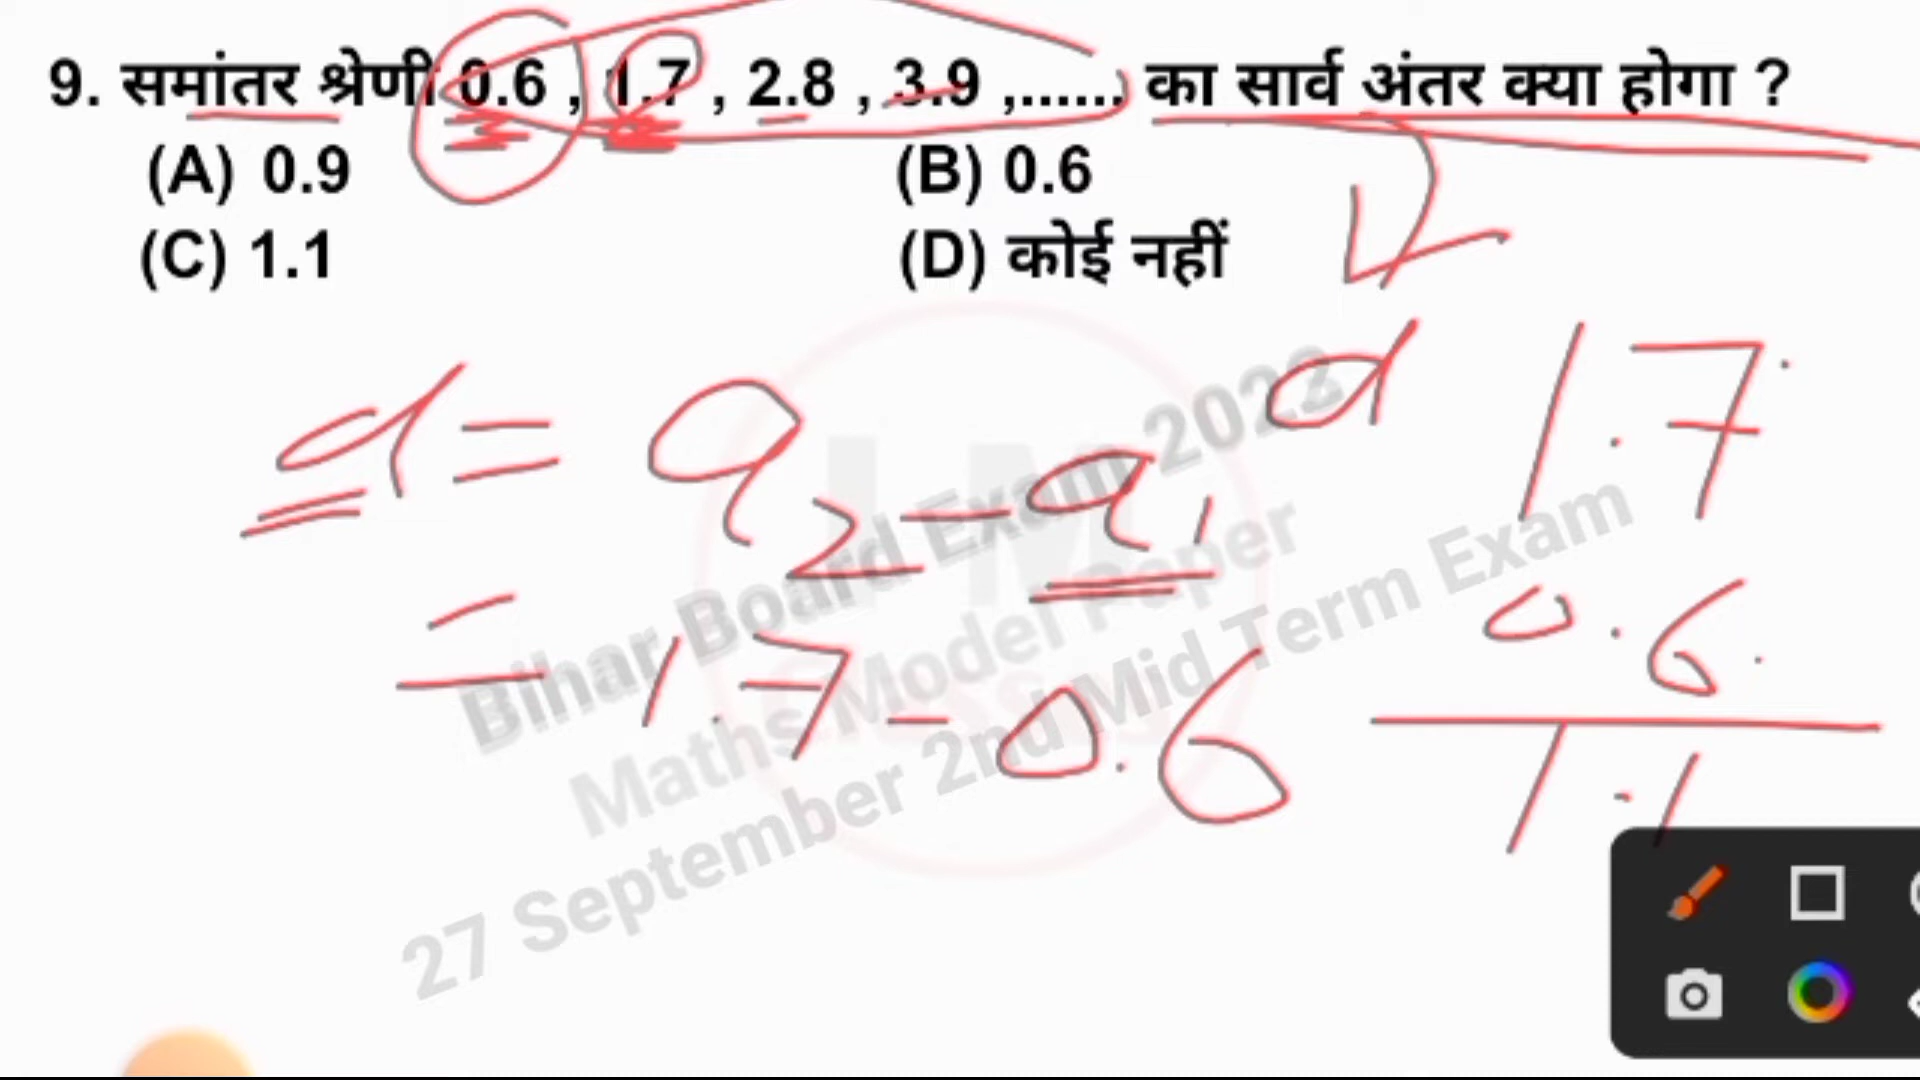 9. समांतर श्रेणी 0.6 , 1.7 , 2.8 , 3.9 ,...... का सार्व अंतर क्या होगा ?
(A) 0.9 (B) 0.6
(C) 1.1 (D) कोई नहीं
d = a2 - a1
= 1.7 - 0.6
d
1.7
0.6
1.1
Bihar Board Exam 2022
Maths Model Paper
27 September 2nd Mid Term Exam